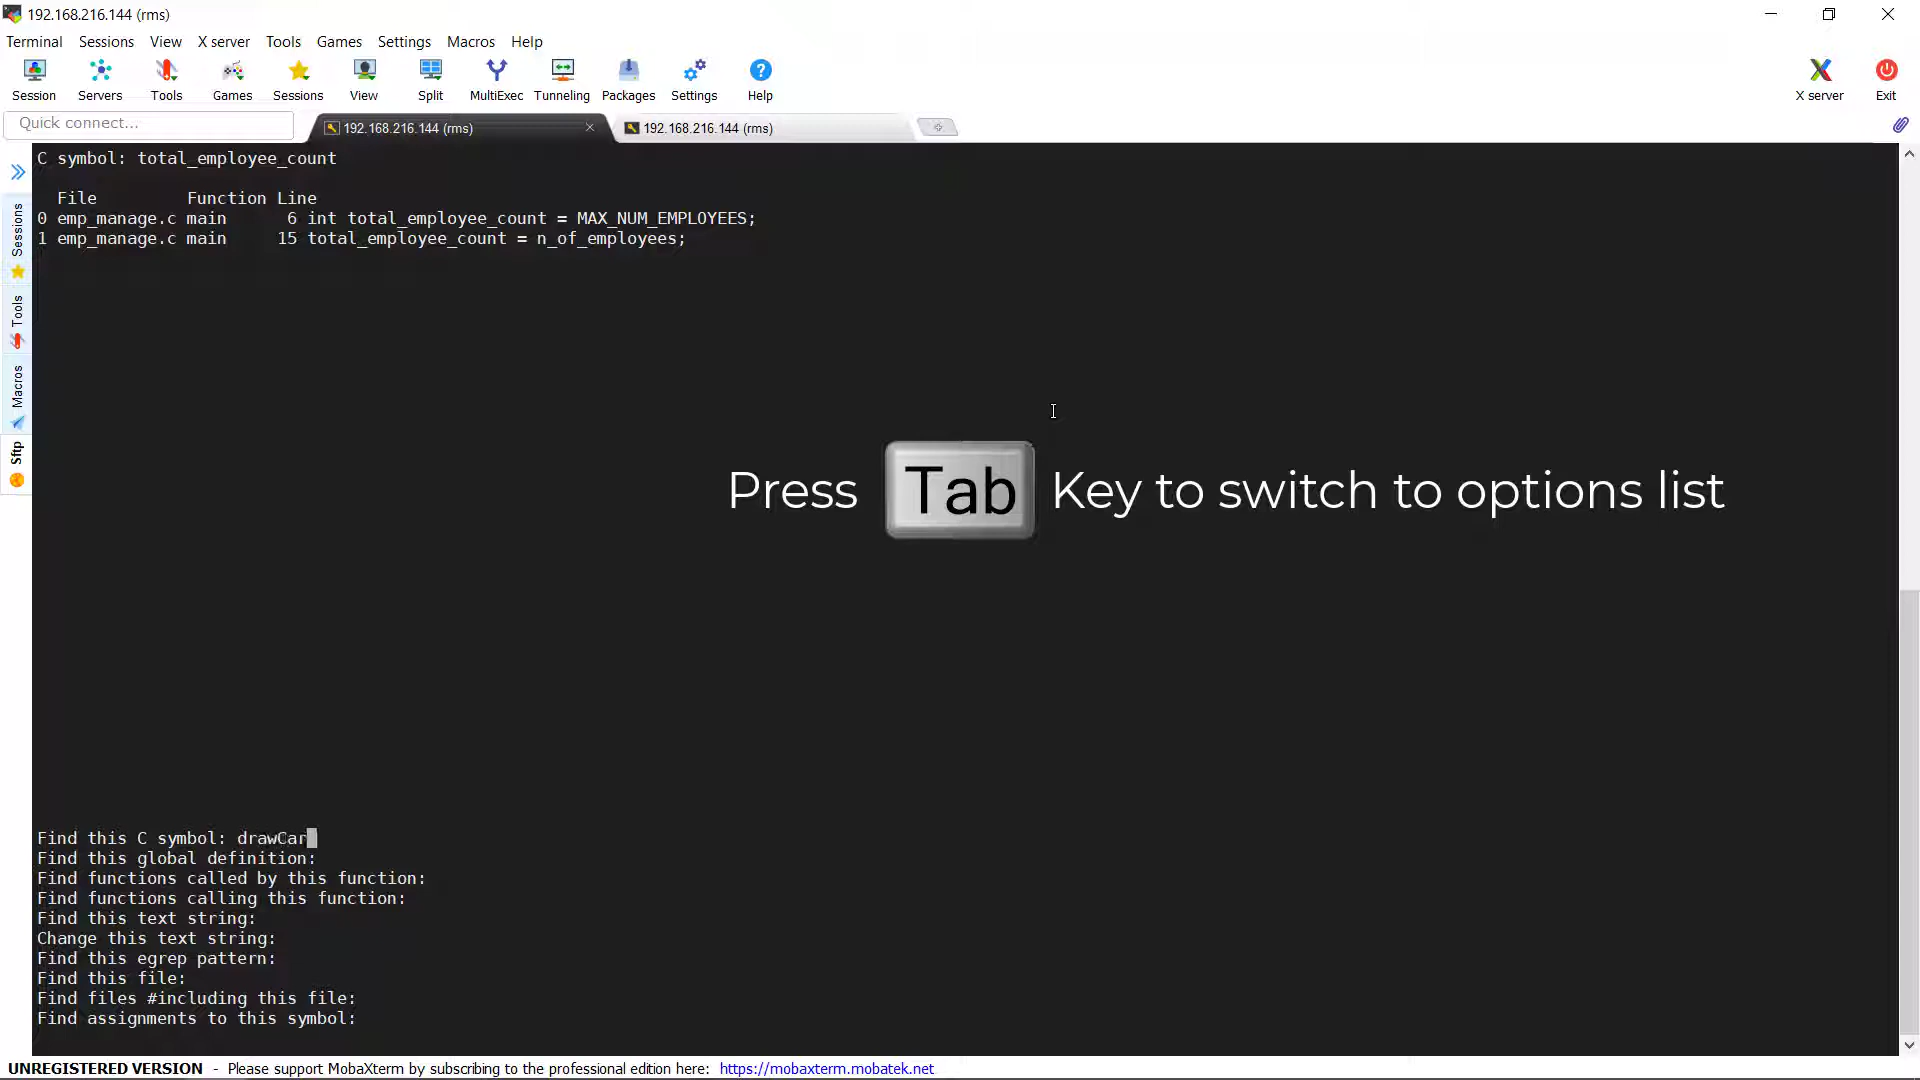 192.168.216.144 (rms)
Terminal Sessions View X server Tools Games Settings Macros Help
Session Servers Tools Games Sessions View Split MultiExec Tunneling Packages Settings Help X server Exit
Quick connect...
192.168.216.144 (rms)
192.168.216.144 (rms)
Sessions
Tools
Macros
Sftp
C symbol: total_employee_count
File Function Line
0 emp_manage.c main 6 int total_employee_count = MAX_NUM_EMPLOYEES;
1 emp_manage.c main 15 total_employee_count = n_of_employees;
Press Tab Key to switch to options list
Find this C symbol: drawCar
Find this global definition:
Find functions called by this function:
Find functions calling this function:
Find this text string:
Change this text string:
Find this egrep pattern:
Find this file:
Find files #including this file:
Find assignments to this symbol:
UNREGISTERED VERSION - Please support MobaXterm by subscribing to the professional edition here: https://mobaxterm.mobatek.net